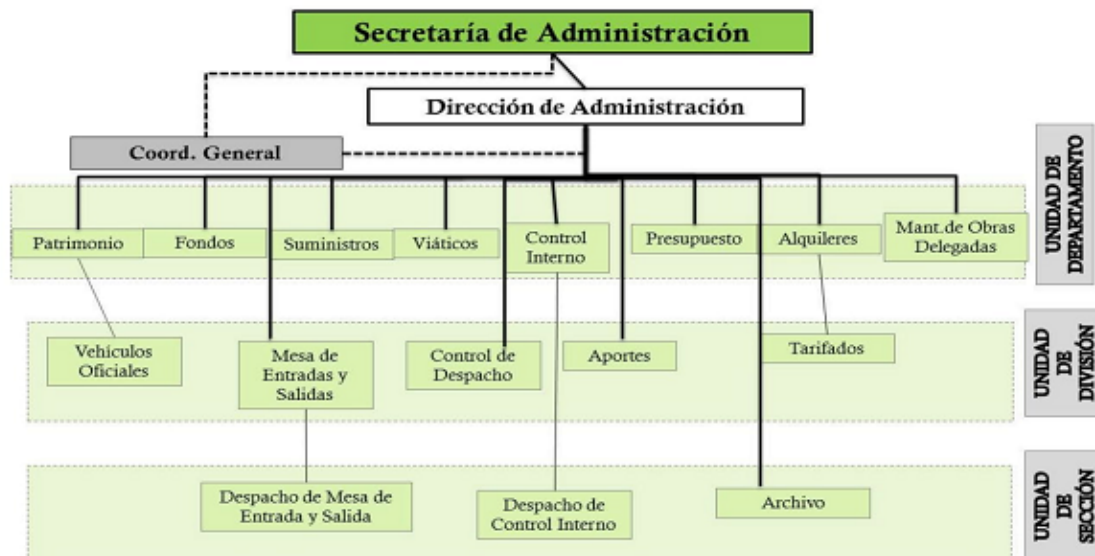 Secretaría de Administración
Dirección de Administración
Coord. General
UNIDAD DE
DEPARTAMENTO
Patrimonio
Fondos
Suministros
Viáticos
Control
Interno
Presupuesto
Alquileres
Mant.de Obras
Delegadas
Vehículos
Oficiales
Mesa de
Entradas y
Salidas
Control de
Despacho
Aportes
Tarifados
UNIDAD
DE
DIVISIÓN
Despacho de Mesa de
Entrada y Salida
Despacho de
Control Interno
Archivo
UNIDAD
DE
SECCIÓN